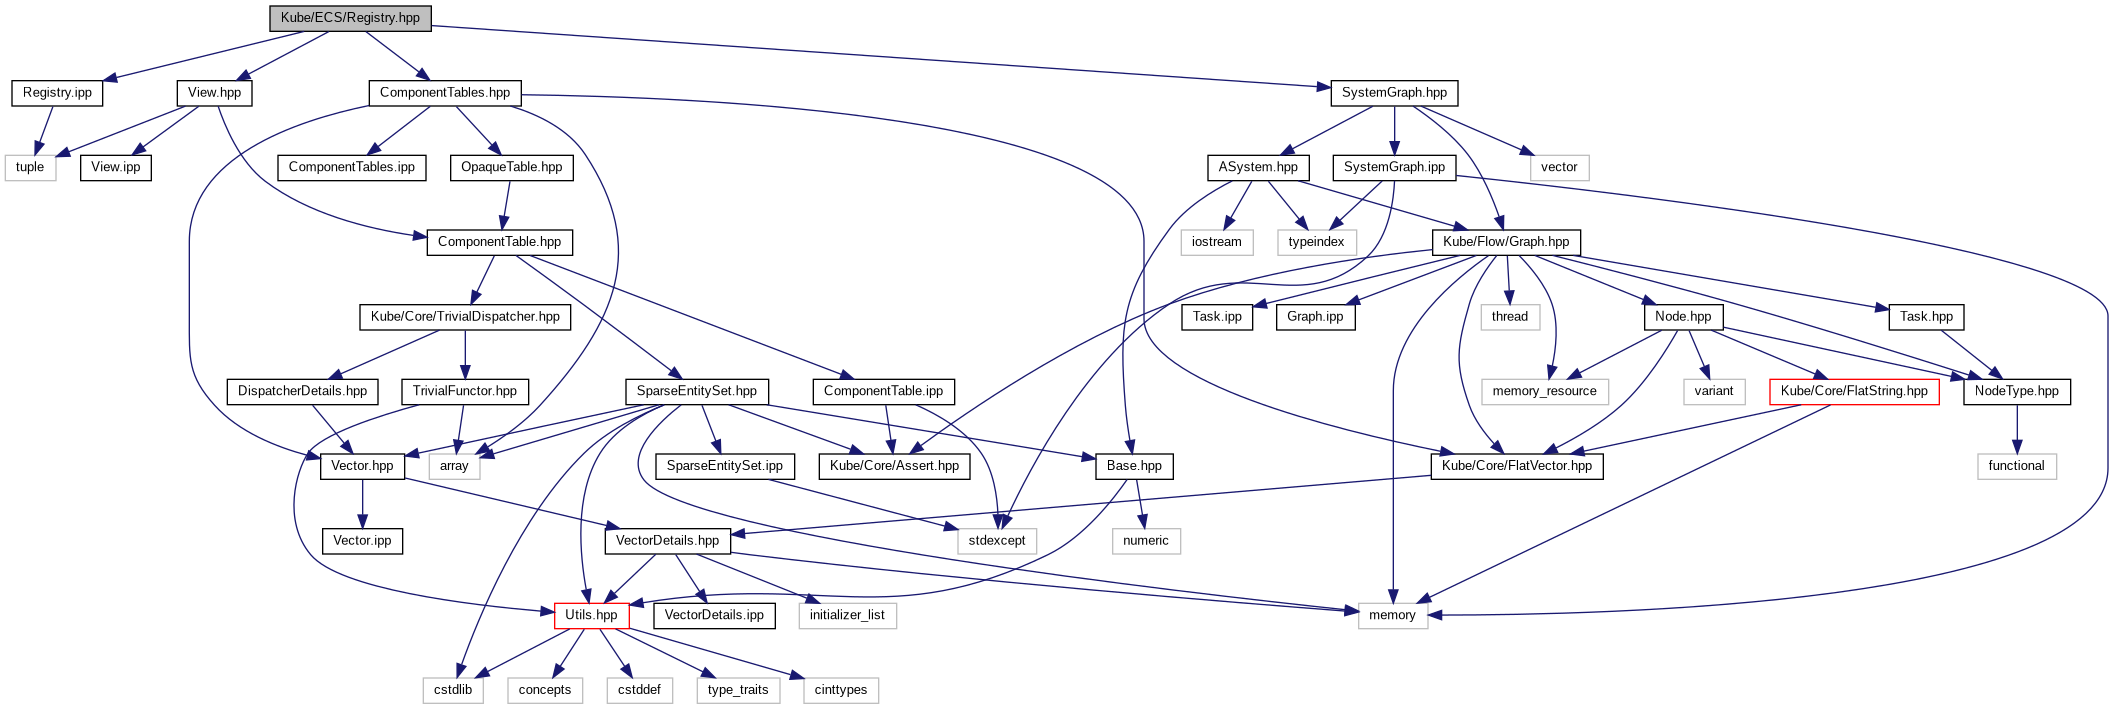 Kube/ECS/Registry.hpp
Registry.ipp
View.hpp
ComponentTables.hpp
SystemGraph.hpp
tuple
View.ipp
ComponentTables.ipp
OpaqueTable.hpp
ASystem.hpp
SystemGraph.ipp
vector
ComponentTable.hpp
iostream
typeindex
Kube/Flow/Graph.hpp
Kube/Core/TrivialDispatcher.hpp
Task.ipp
Graph.ipp
thread
Node.hpp
Task.hpp
DispatcherDetails.hpp
TrivialFunctor.hpp
SparseEntitySet.hpp
ComponentTable.ipp
memory_resource
variant
Kube/Core/FlatString.hpp
NodeType.hpp
Vector.hpp
array
SparseEntitySet.ipp
Kube/Core/Assert.hpp
Base.hpp
Kube/Core/FlatVector.hpp
functional
Vector.ipp
VectorDetails.hpp
stdexcept
numeric
Utils.hpp
VectorDetails.ipp
initializer_list
memory
cstdlib
concepts
cstddef
type_traits
cinttypes